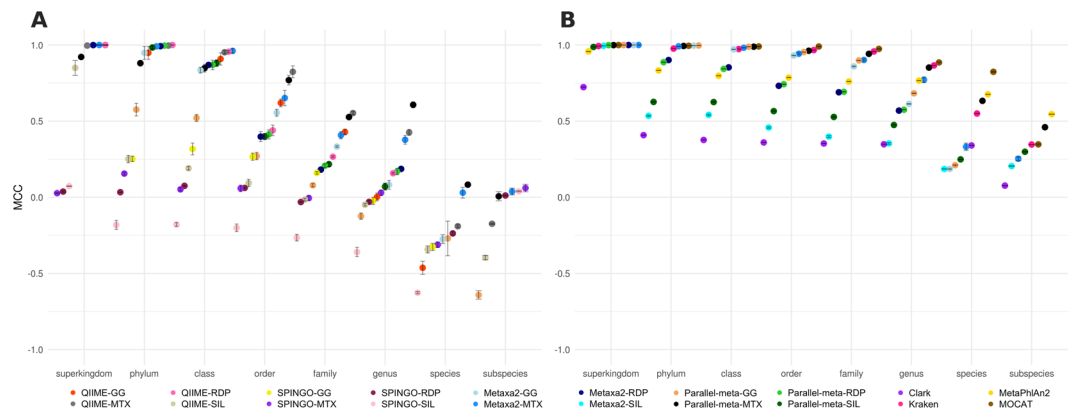 A
B
1.0
0.5
0.0
-0.5
-1.0
MCC
superkingdom phylum class order family genus species subspecies
1.0
0.5
0.0
-0.5
-1.0
superkingdom phylum class order family genus species subspecies
QIIME-GG QIIME-RDP SPINGO-GG SPINGO-RDP Metaxa2-GG Metaxa2-RDP Parallel-meta-GG Parallel-meta-RDP Clark MetaPhlAn2
QIIME-MTX QIIME-SIL SPINGO-MTX SPINGO-SIL Metaxa2-MTX Metaxa2-SIL Parallel-meta-MTX Parallel-meta-SIL Kraken MOCAT